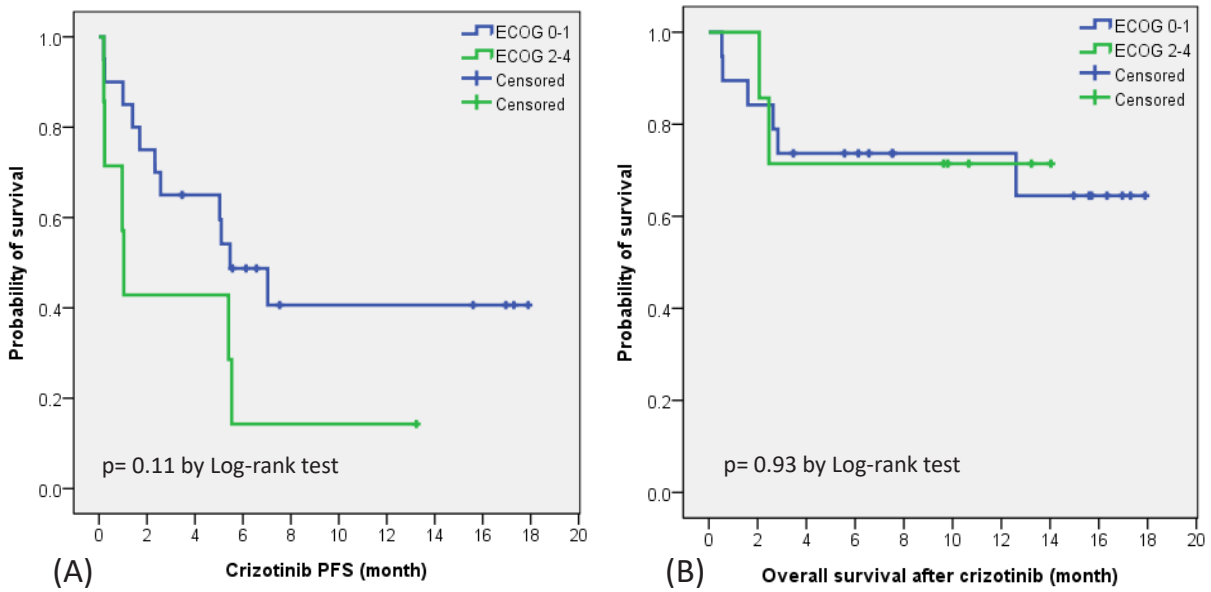 ECOG 0-1
ECOG 2-4
Censored
Censored
1.0
0.8
0.6
0.4
0.2
0.0
Probability of survival
p= 0.11 by Log-rank test
0 2 4 6 8 10 12 14 16 18 20
Crizotinib PFS (month)
(A)
ECOG 0-1
ECOG 2-4
Censored
Censored
1.0
0.8
0.6
0.4
0.2
0.0
Probability of survival
p= 0.93 by Log-rank test
0 2 4 6 8 10 12 14 16 18 20
Overall survival after crizotinib (month)
(B)